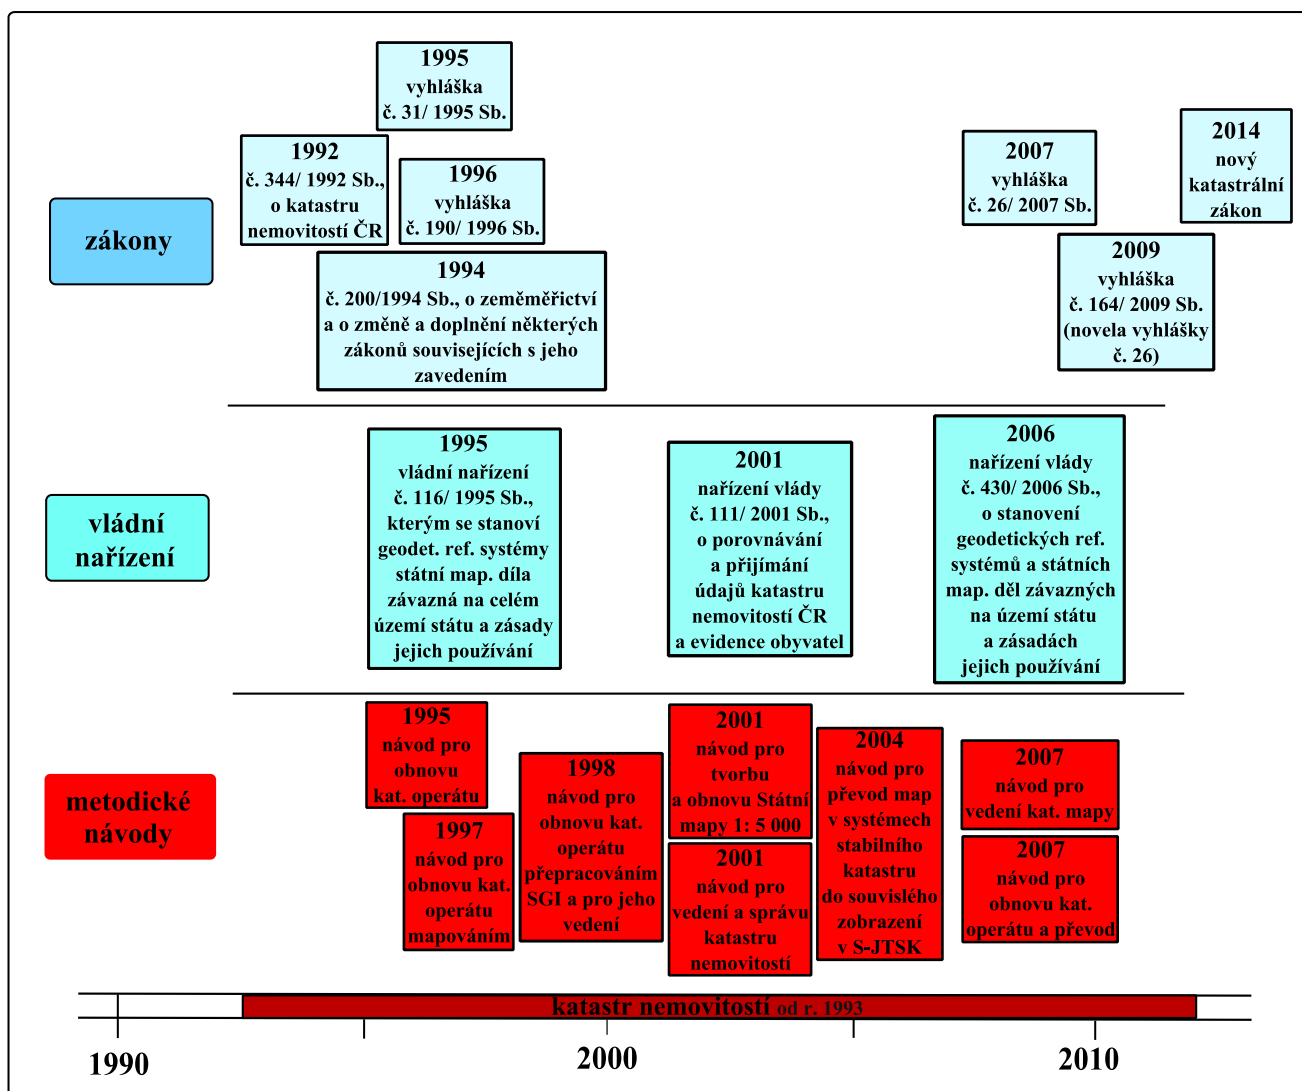 zákony
1995
vyhláška
č. 31/ 1995 Sb.
1992
č. 344/ 1992 Sb.,
o katastru
nemovitostí ČR
1996
vyhláška
č. 190/ 1996 Sb.
1994
č. 200/1994 Sb., o zeměměřictví
a o změně a doplnění některých
zákonů souvisejících s jeho
zavedením
2007
vyhláška
č. 26/ 2007 Sb.
2014
nový
katastrální
zákon
2009
vyhláška
č. 164/ 2009 Sb.
(novela vyhlášky
č. 26)
vládní
nařízení
1995
vládní nařízení
č. 116/ 1995 Sb.,
kterým se stanoví
geodet. ref. systémy
státní map. díla
závazná na celém
území státu a zásady
jejich používání
2001
nařízení vlády
č. 111/ 2001 Sb.,
o porovnávání
a přijímání
údajů katastru
nemovitostí ČR
a evidence obyvatel
2006
nařízení vlády
č. 430/ 2006 Sb.,
o stanovení
geodetických ref.
systémů a státních
map. děl závazných
na území státu
a zásadách
jejich používání
metodické
návody
1995
návod pro
obnovu
kat. operátu
1997
návod pro
obnovu kat.
operátu
mapováním
1998
návod pro
obnovu kat.
operátu
přepracováním
SGI a pro jeho
vedení
2001
návod pro
tvorbu
a obnovu Státní
mapy 1: 5 000
2001
návod pro
vedení a správu
katastru
nemovitostí
2004
návod pro
převod map
v systémech
stabilního
katastru
do souvislého
zobrazení
v S-JTSK
2007
návod pro
vedení kat. mapy
2007
návod pro
obnovu kat.
operátu a převod
katastr nemovitostí od r. 1993
1990
2000
2010